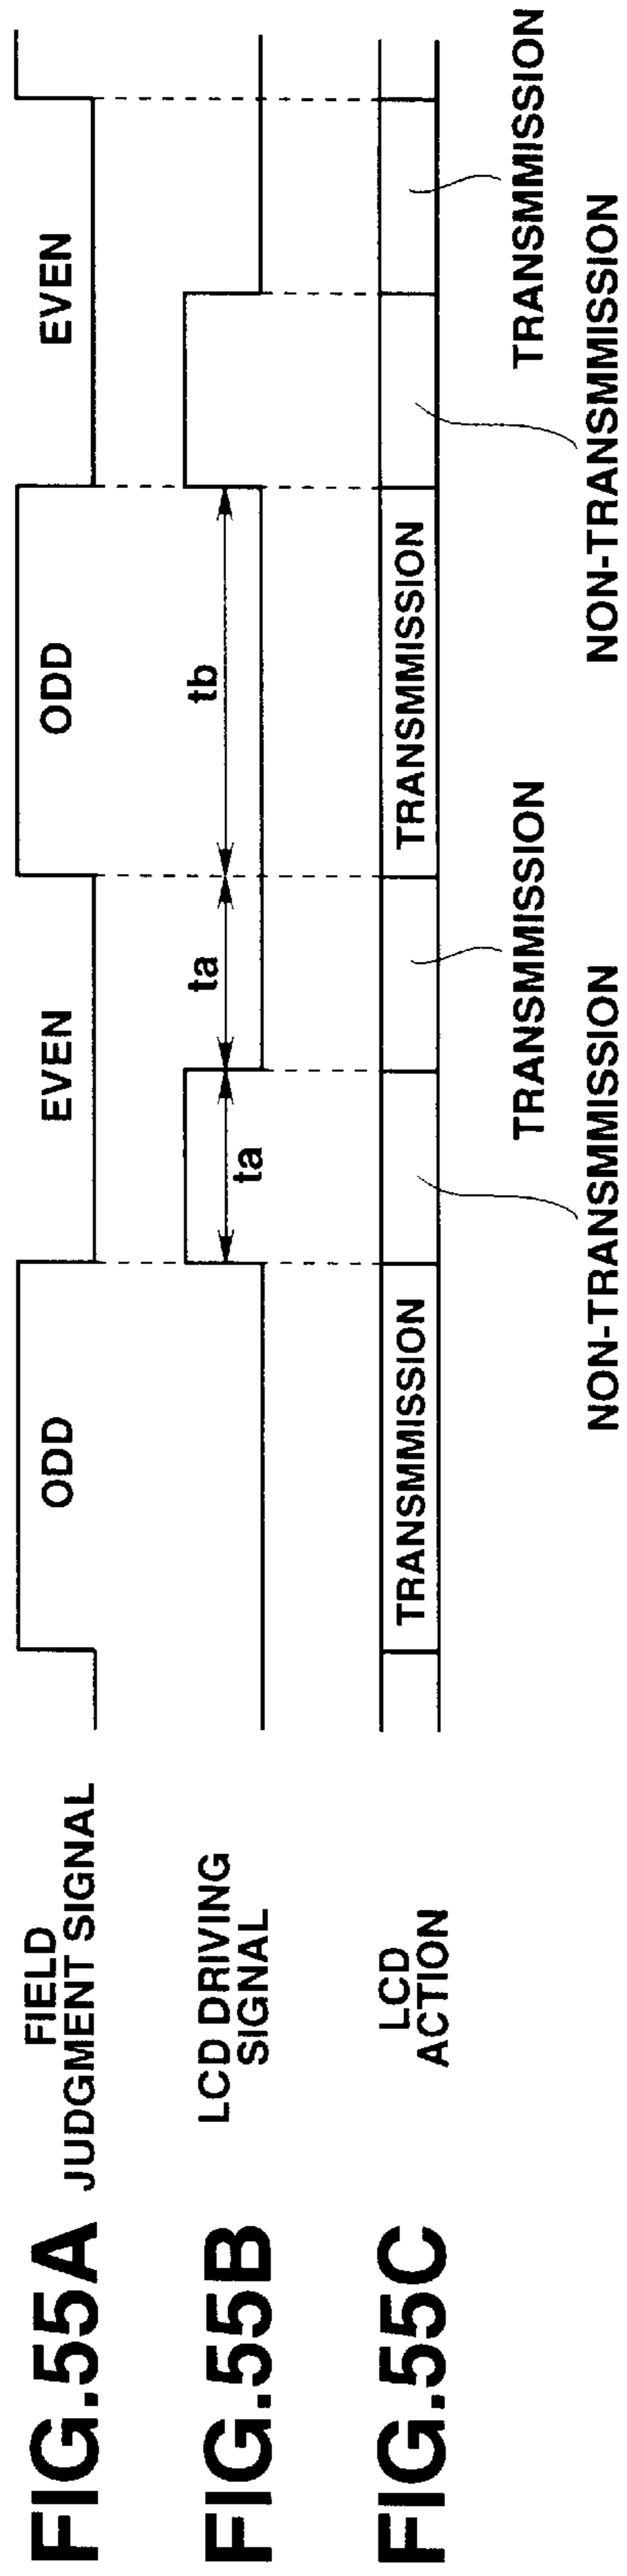 FIG.55A
FIELD
JUDGMENT SIGNAL
ODD
EVEN
ODD
EVEN
FIG.55B
LCD DRIVING
SIGNAL
ta
ta
tb
FIG.55C
LCD
ACTION
TRANSMMISSION
TRANSMMISSION
TRANSMMISSION
TRANSMMISSION
NON-TRANSMMISSION
NON-TRANSMMISSION